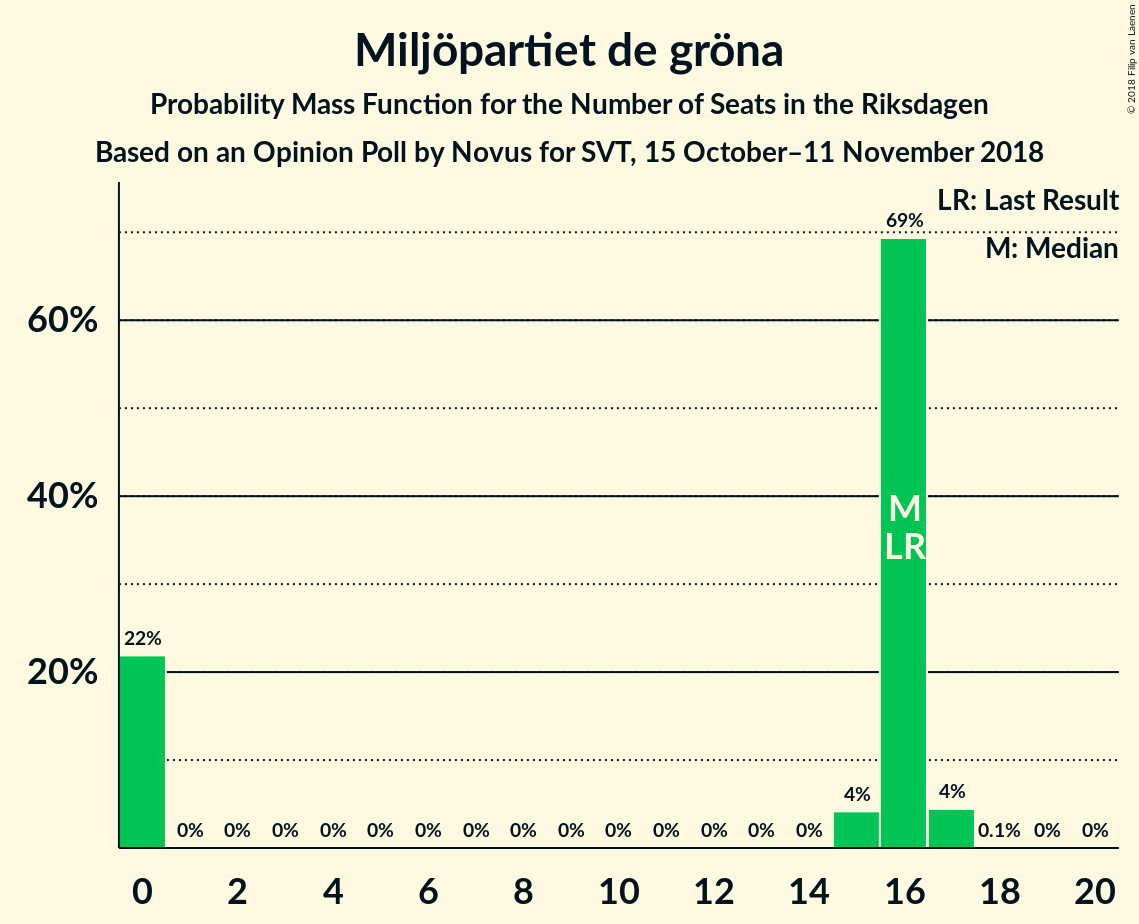 Miljöpartiet de gröna
Probability Mass Function for the Number of Seats in the Riksdagen
Based on an Opinion Poll by Novus for SVT, 15 October–11 November 2018
© 2018 Filip van Laenen
LR: Last Result
M: Median
69%
60%
40%
M
LR
22%
20%
4%
4%
0% 0% 0% 0% 0% 0% 0% 0% 0% 0% 0% 0% 0% 0% 0.1% 0% 0%
0 2 4 6 8 10 12 14 16 18 20